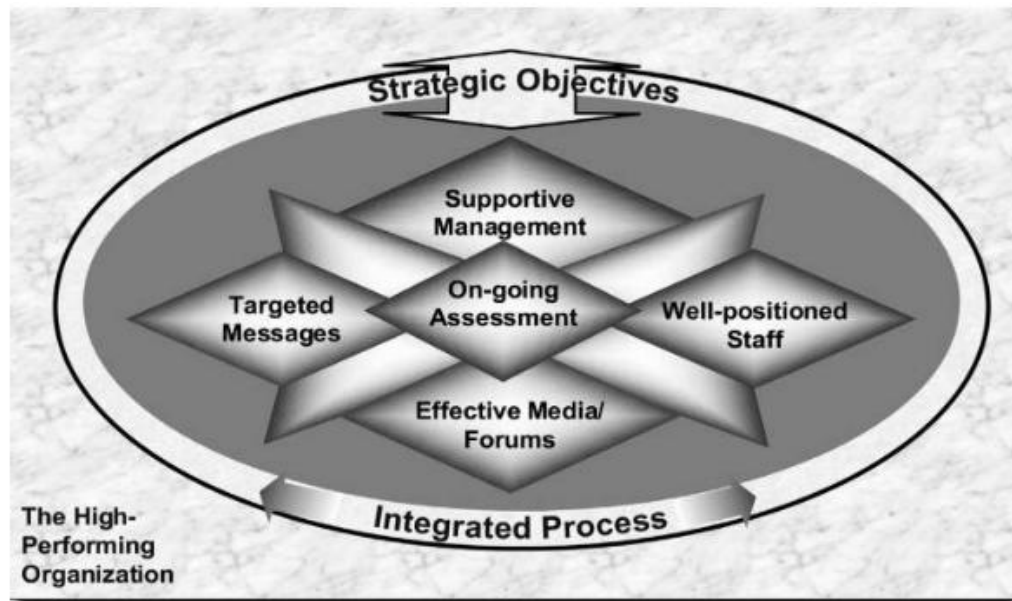 Strategic Objectives
Supportive
Management
Targeted
Messages
On-going
Assessment
Well-positioned
Staff
Effective Media/
Forums
Integrated Process
The High-
Performing
Organization